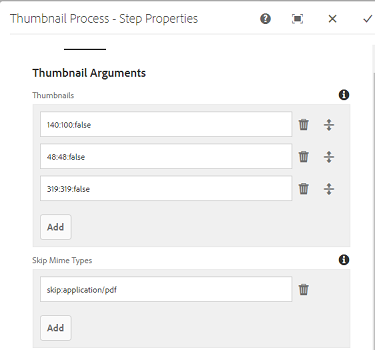 Thumbnail Process - Step Properties
Thumbnail Arguments
Thumbnails
140:100:false
48:48:false
319:319:false
Add
Skip Mime Types
skip:application/pdf
Add